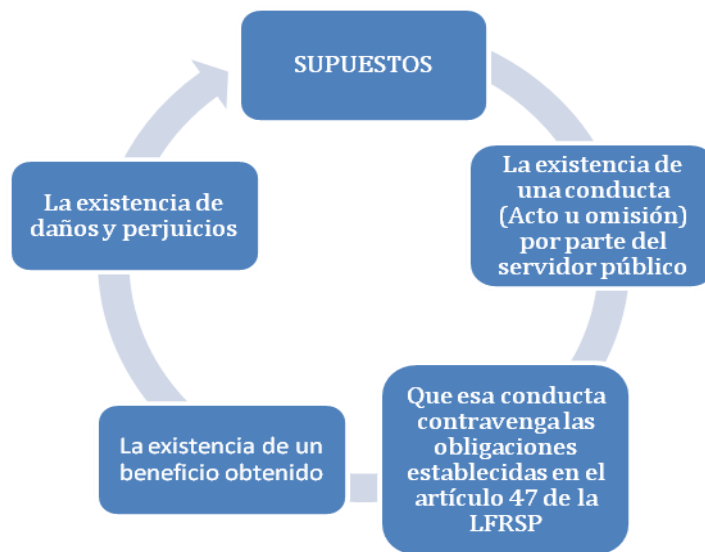 SUPUESTOS
La existencia de
una conducta
(Acto u omisión)
por parte del
servidor público
Que esa conducta
contravenga las
obligaciones
establecidas en el
artículo 47 de la
LFRSP
La existencia de un
beneficio obtenido
La existencia de
daños y perjuicios